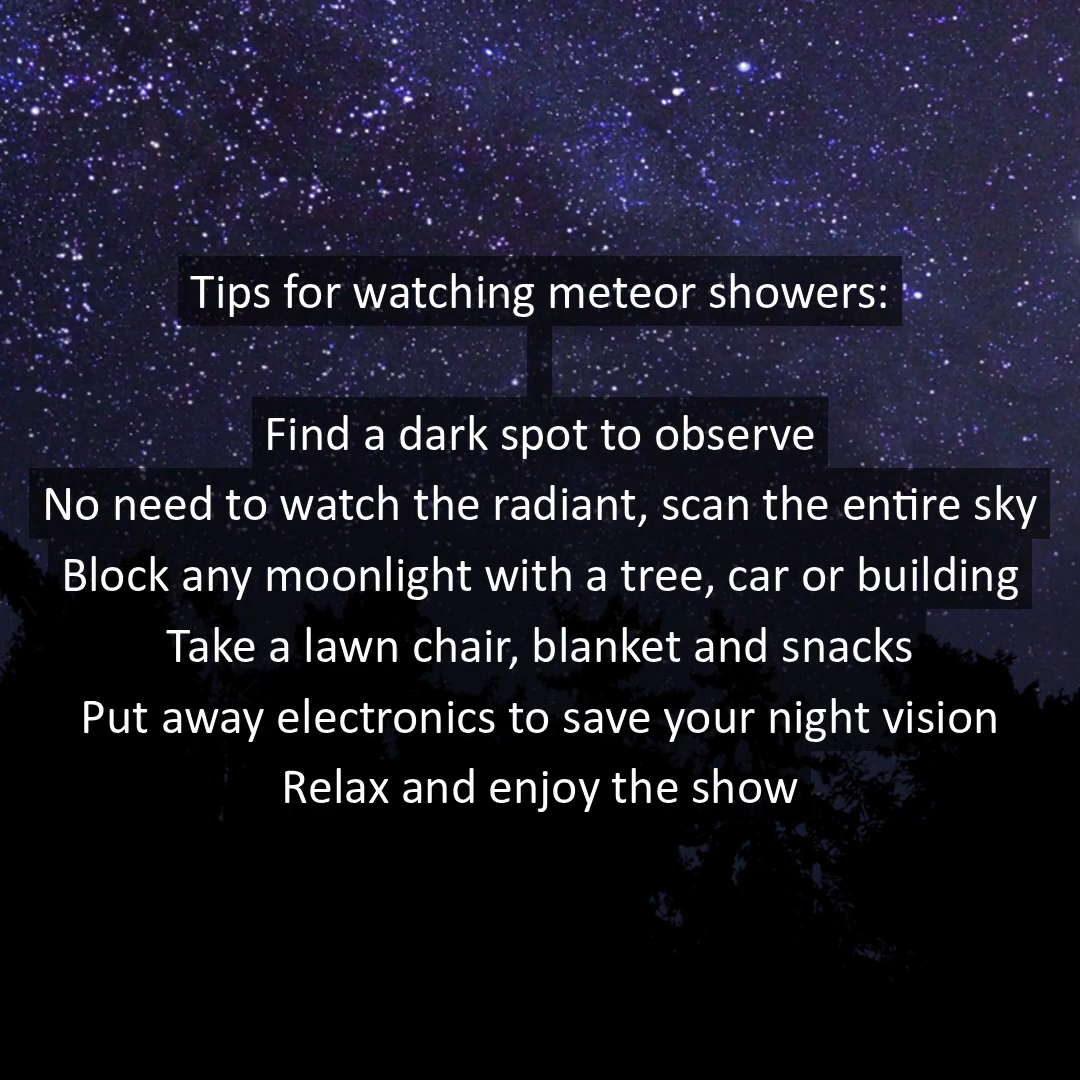 Tips for watching meteor showers:
Find a dark spot to observe
No need to watch the radiant, scan the entire sky
Block any moonlight with a tree, car or building
Take a lawn chair, blanket and snacks
Put away electronics to save your night vision
Relax and enjoy the show